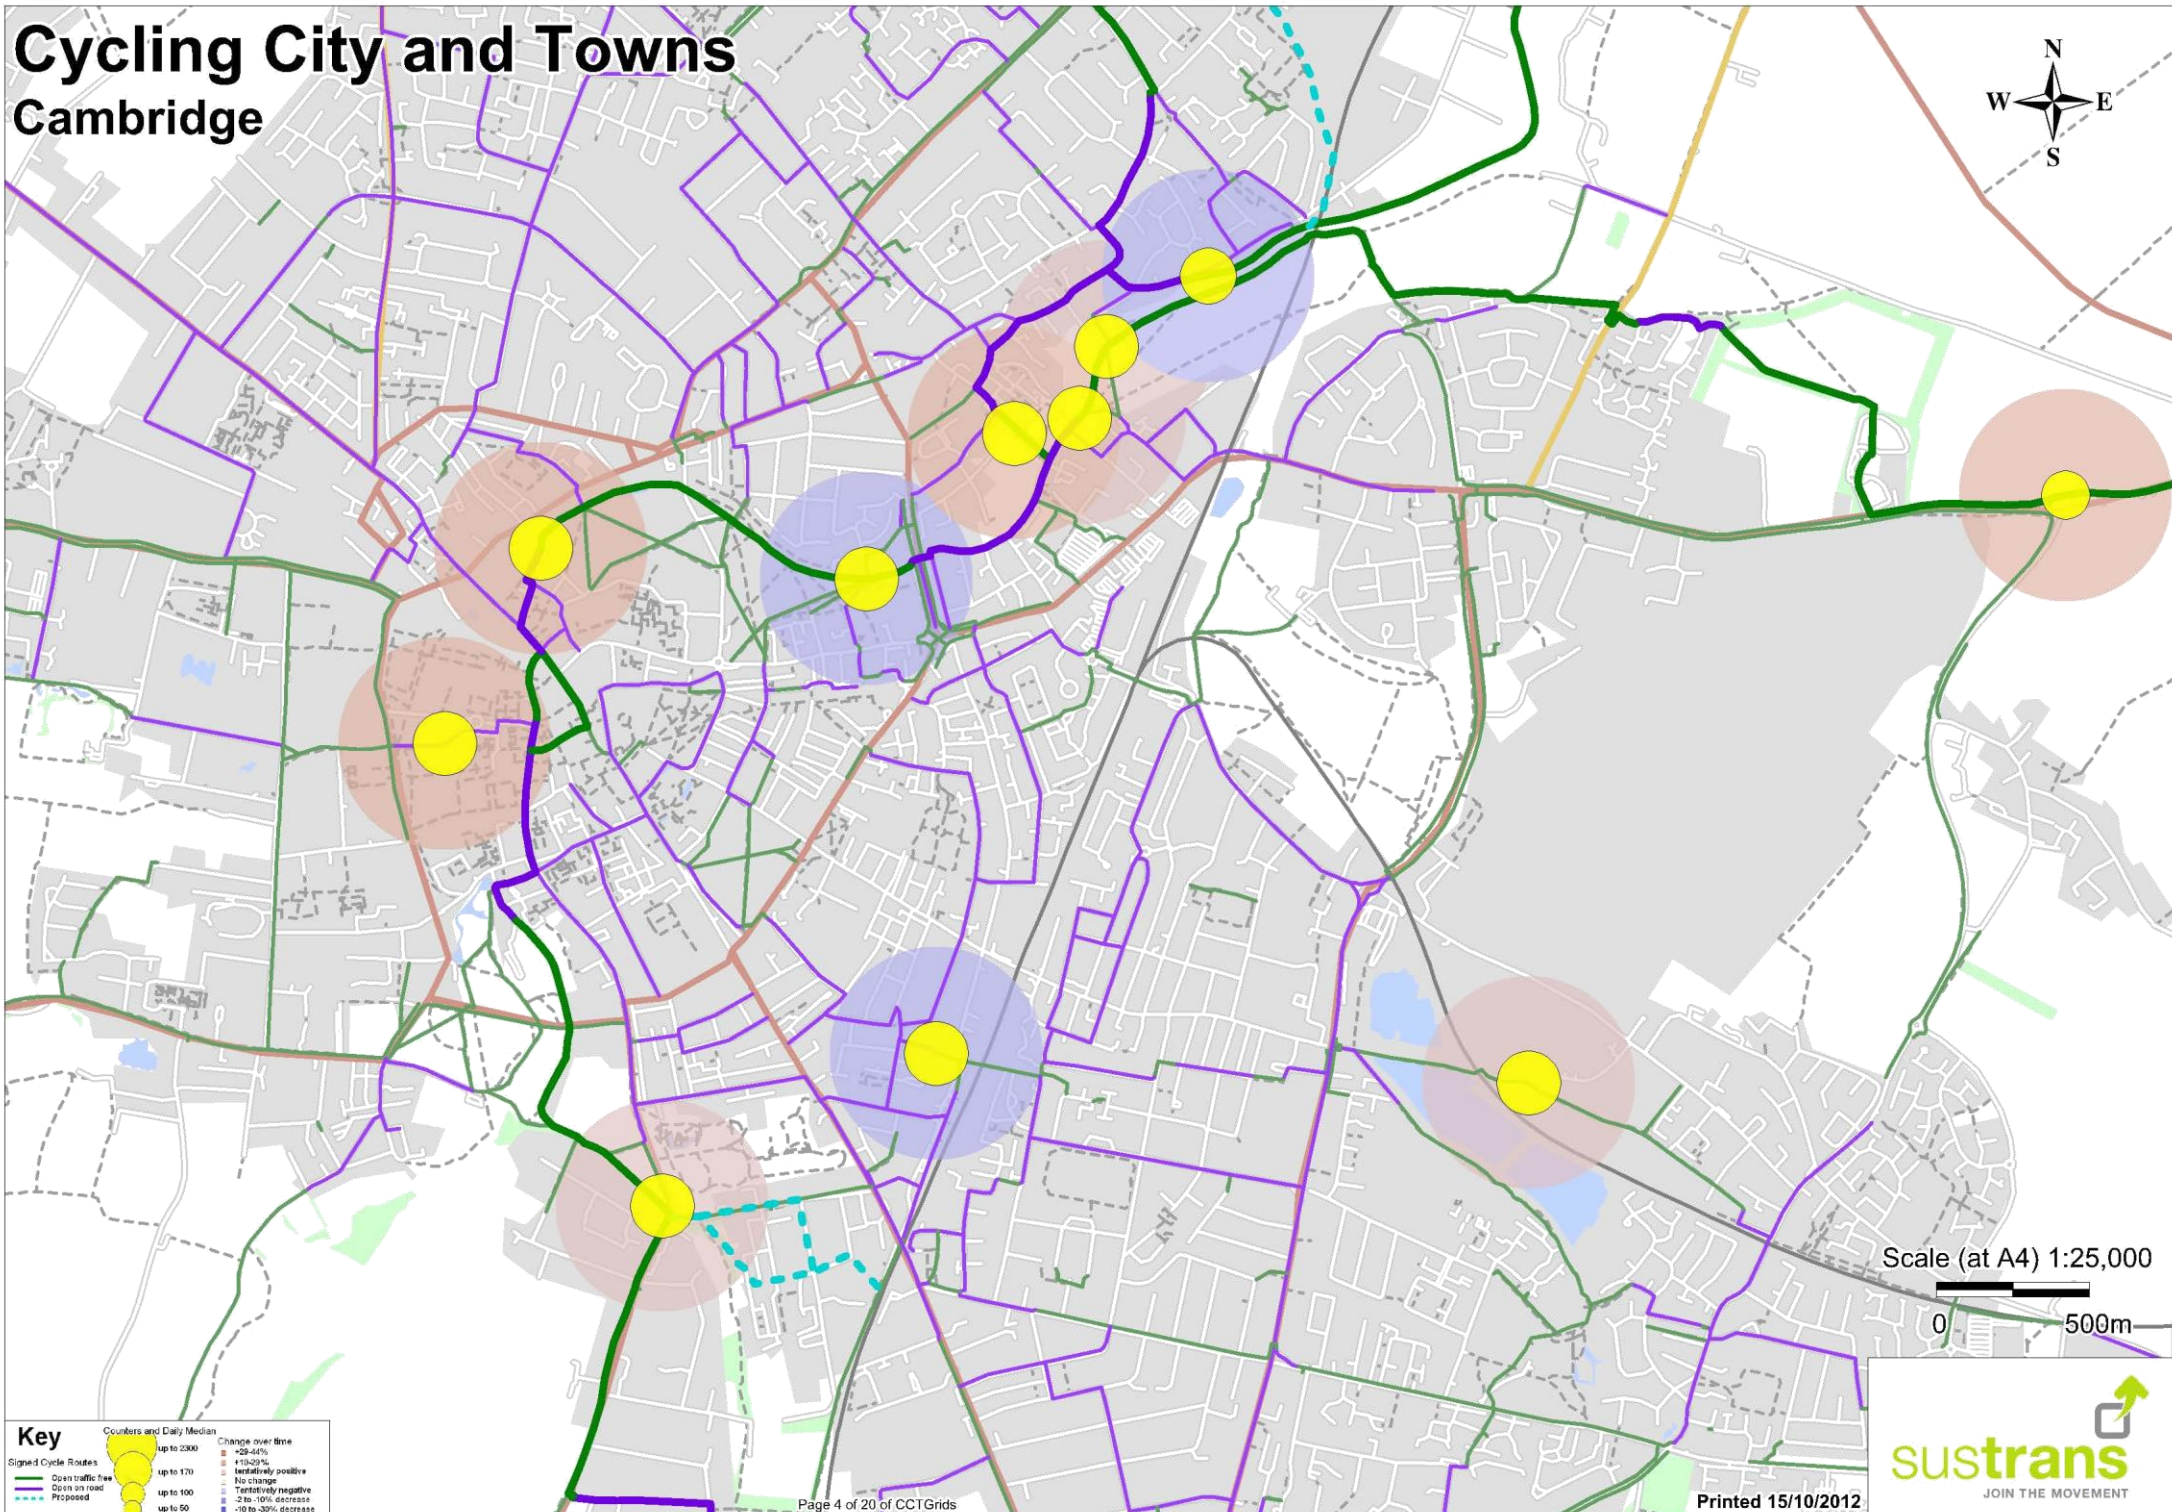 Cycling City and Towns
Cambridge
N
W E
S
Scale (at A4) 1:25,000
0 500m
Key
Counters and Daily Median
up to 2300
up to 170
up to 100
up to 50
Change over time
+29-44%
+19-29%
tentatively positive
No change
Tentatively negative
-2 to -10% decrease
-10 to -30% decrease
Signed Cycle Routes
Open traffic free
Open on road
Proposed
Page 4 of 20 of CCTGrids
Printed 15/10/2012
sustrans
JOIN THE MOVEMENT